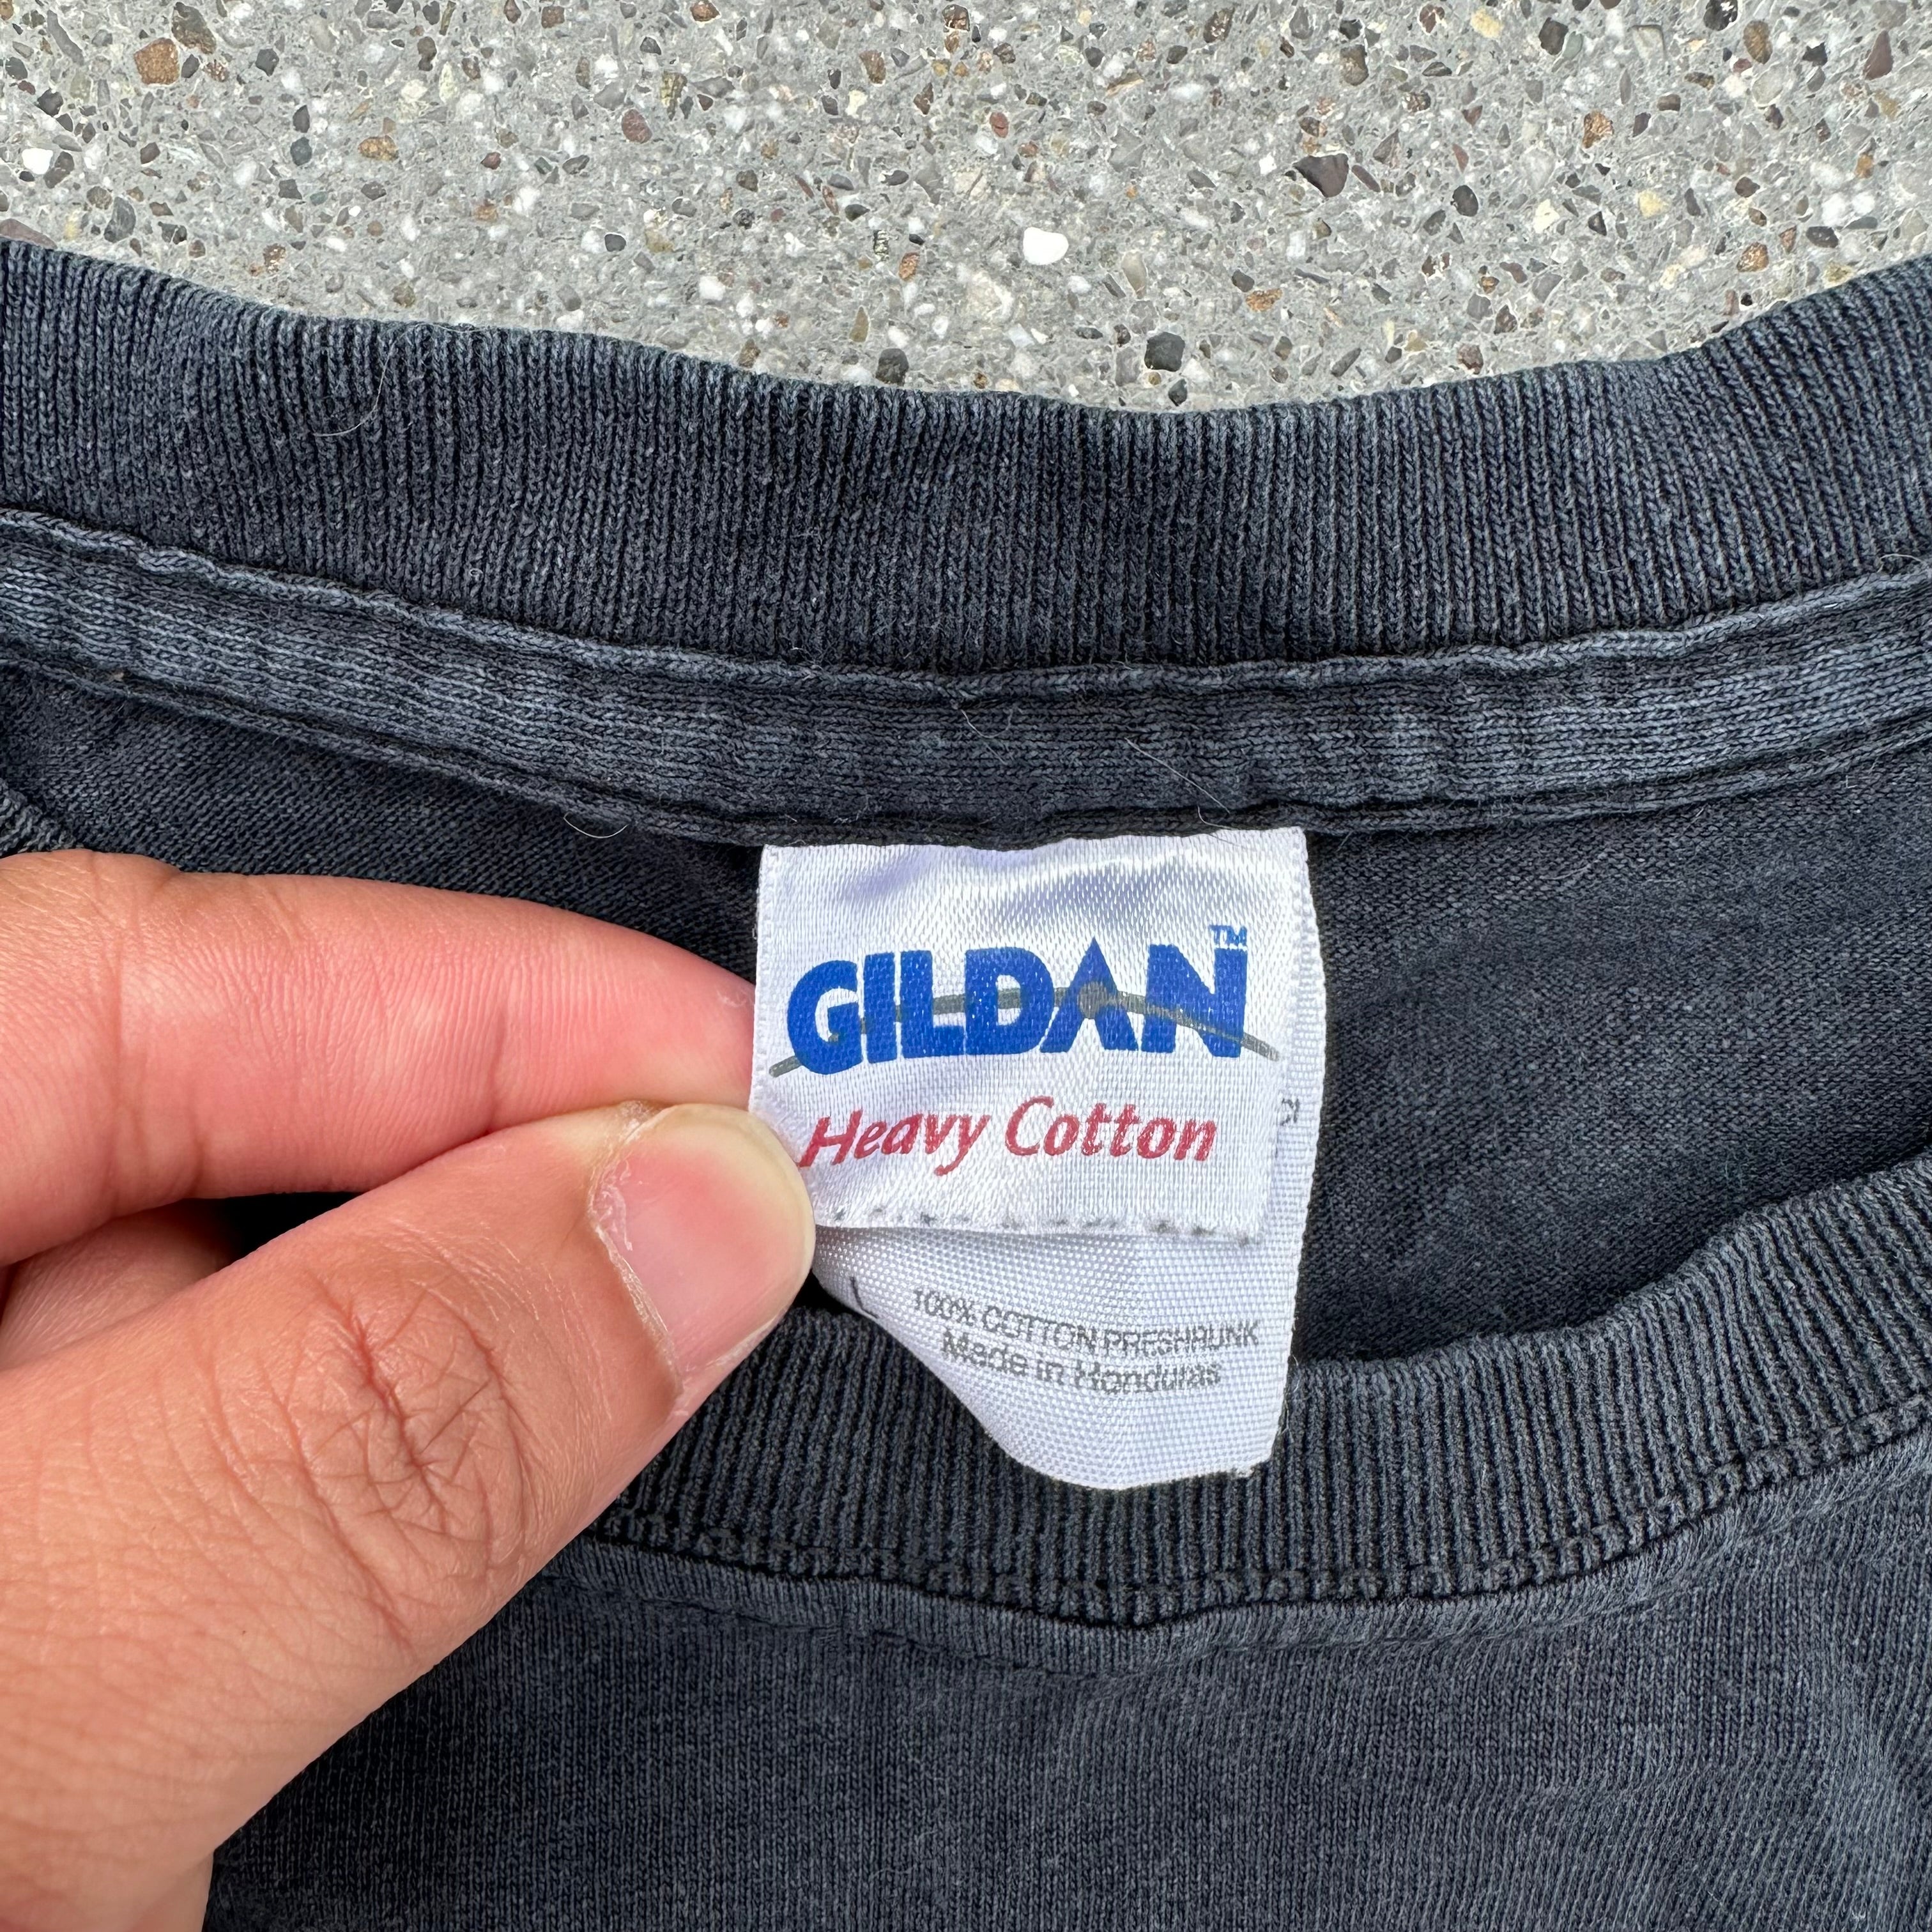 GILDAN™
Heavy Cotton
100% COTTON PRESHRUNK
Made in Honduras